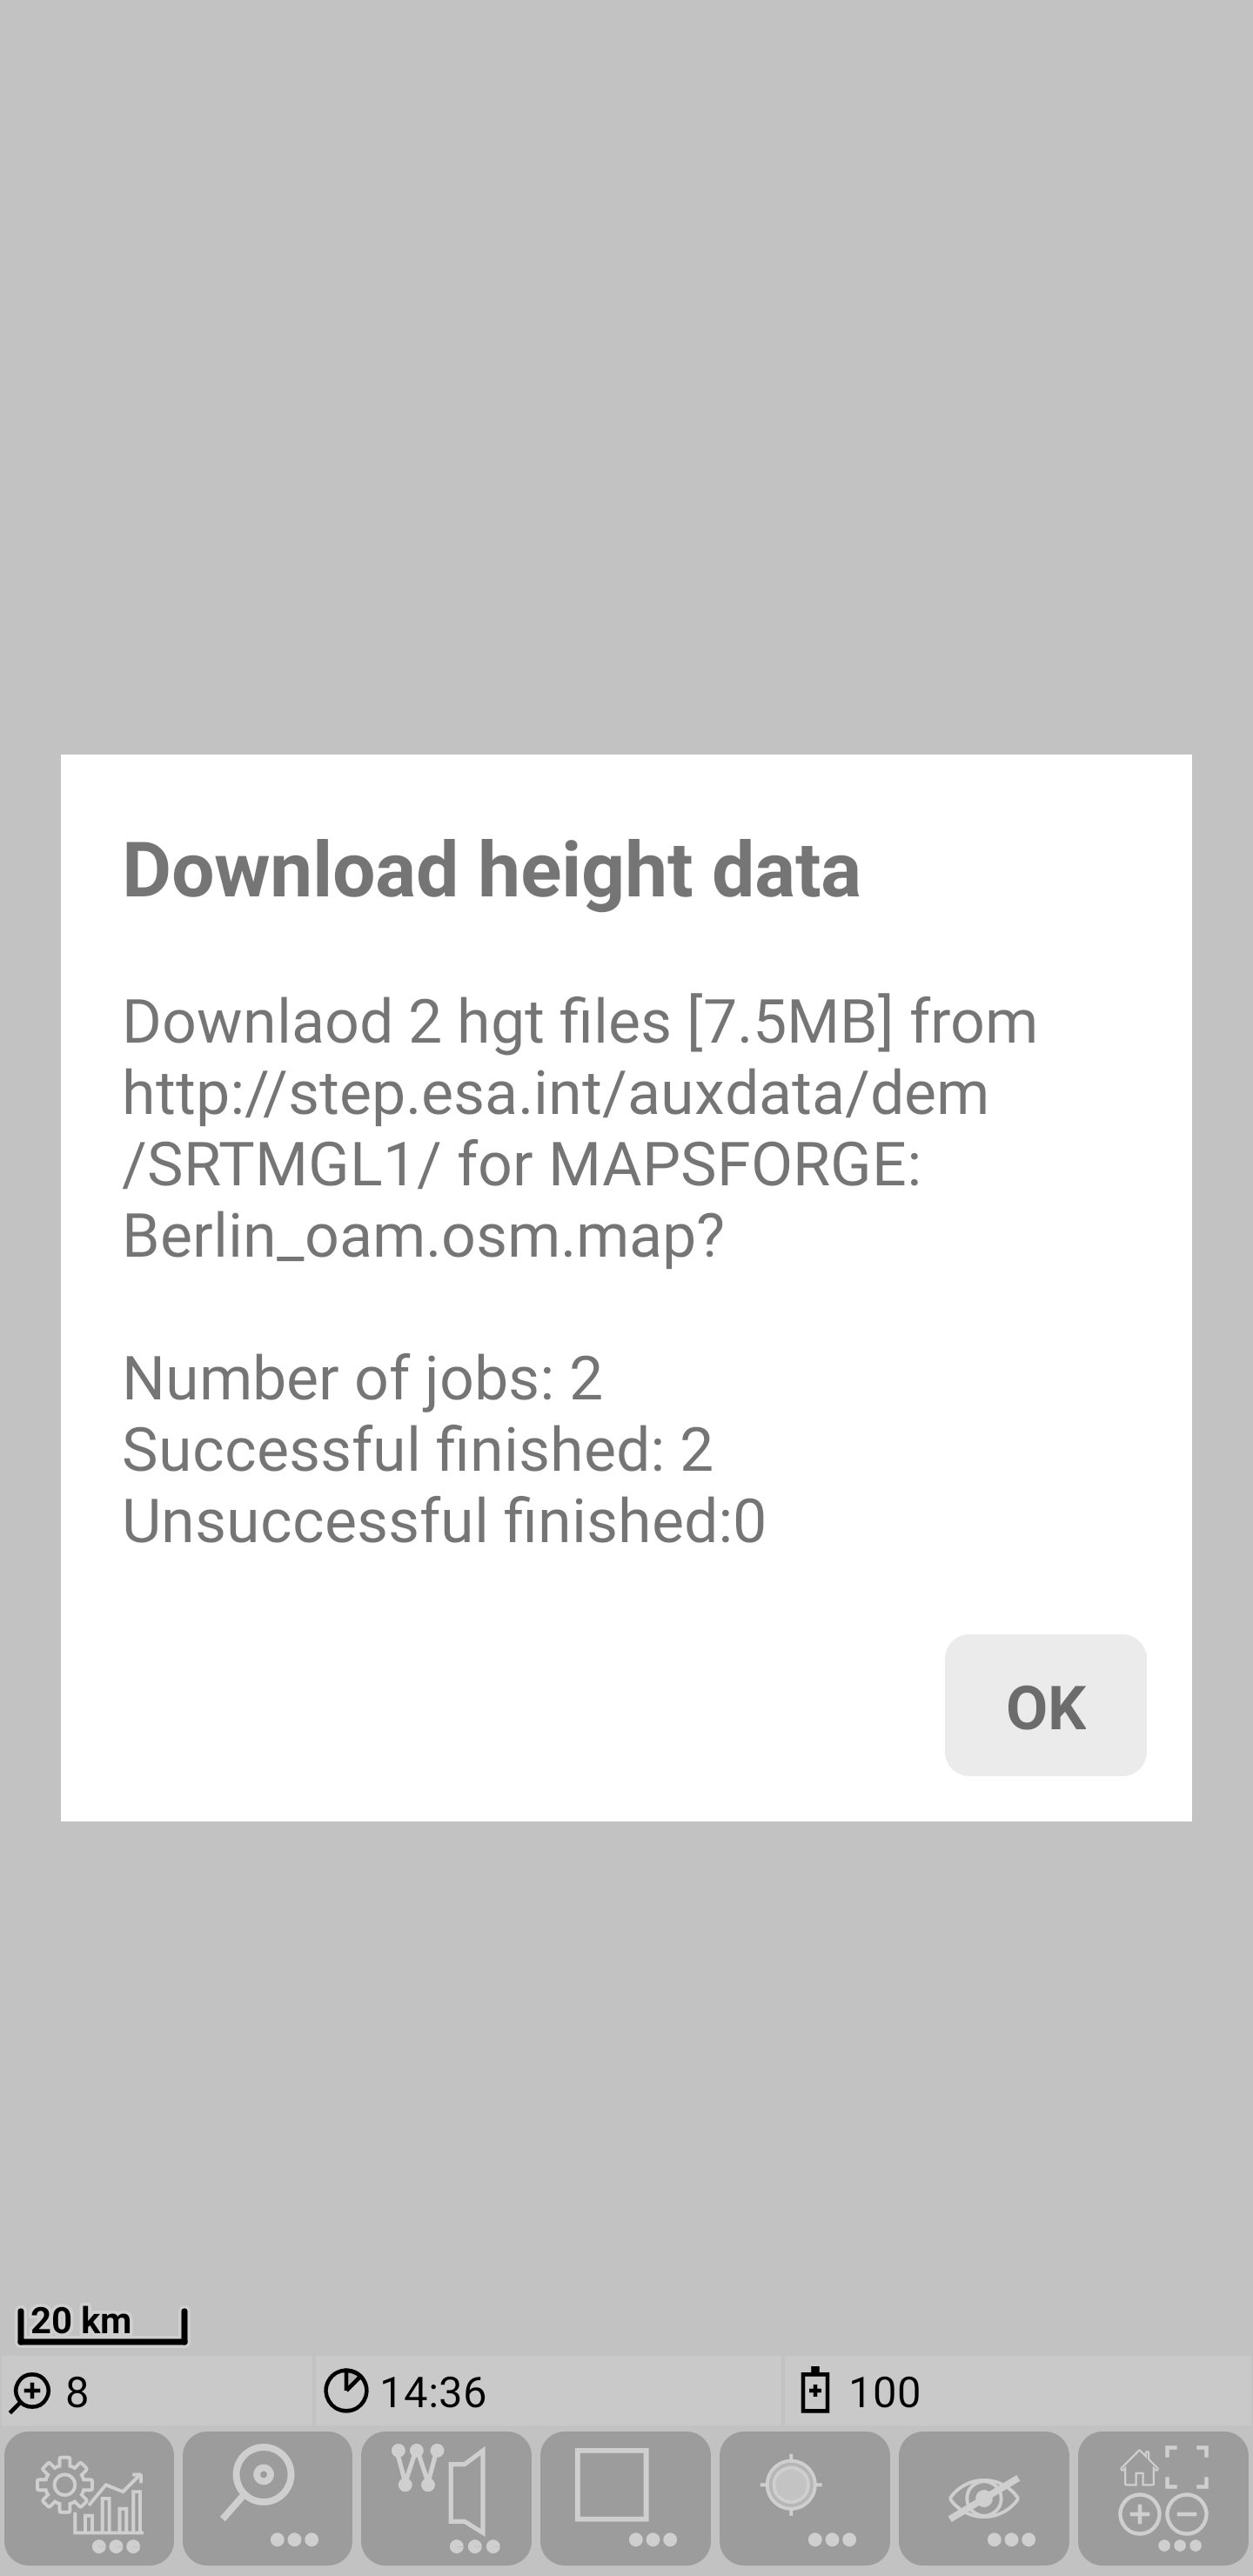 Download height data
Downlaod 2 hgt files [7.5MB] from
http://step.esa.int/auxdata/dem
/SRTMGL1/ for MAPSFORGE:
Berlin_oam.osm.map?
Number of jobs: 2
Successful finished: 2
Unsuccessful finished:0
OK
20 km
8
14:36
100